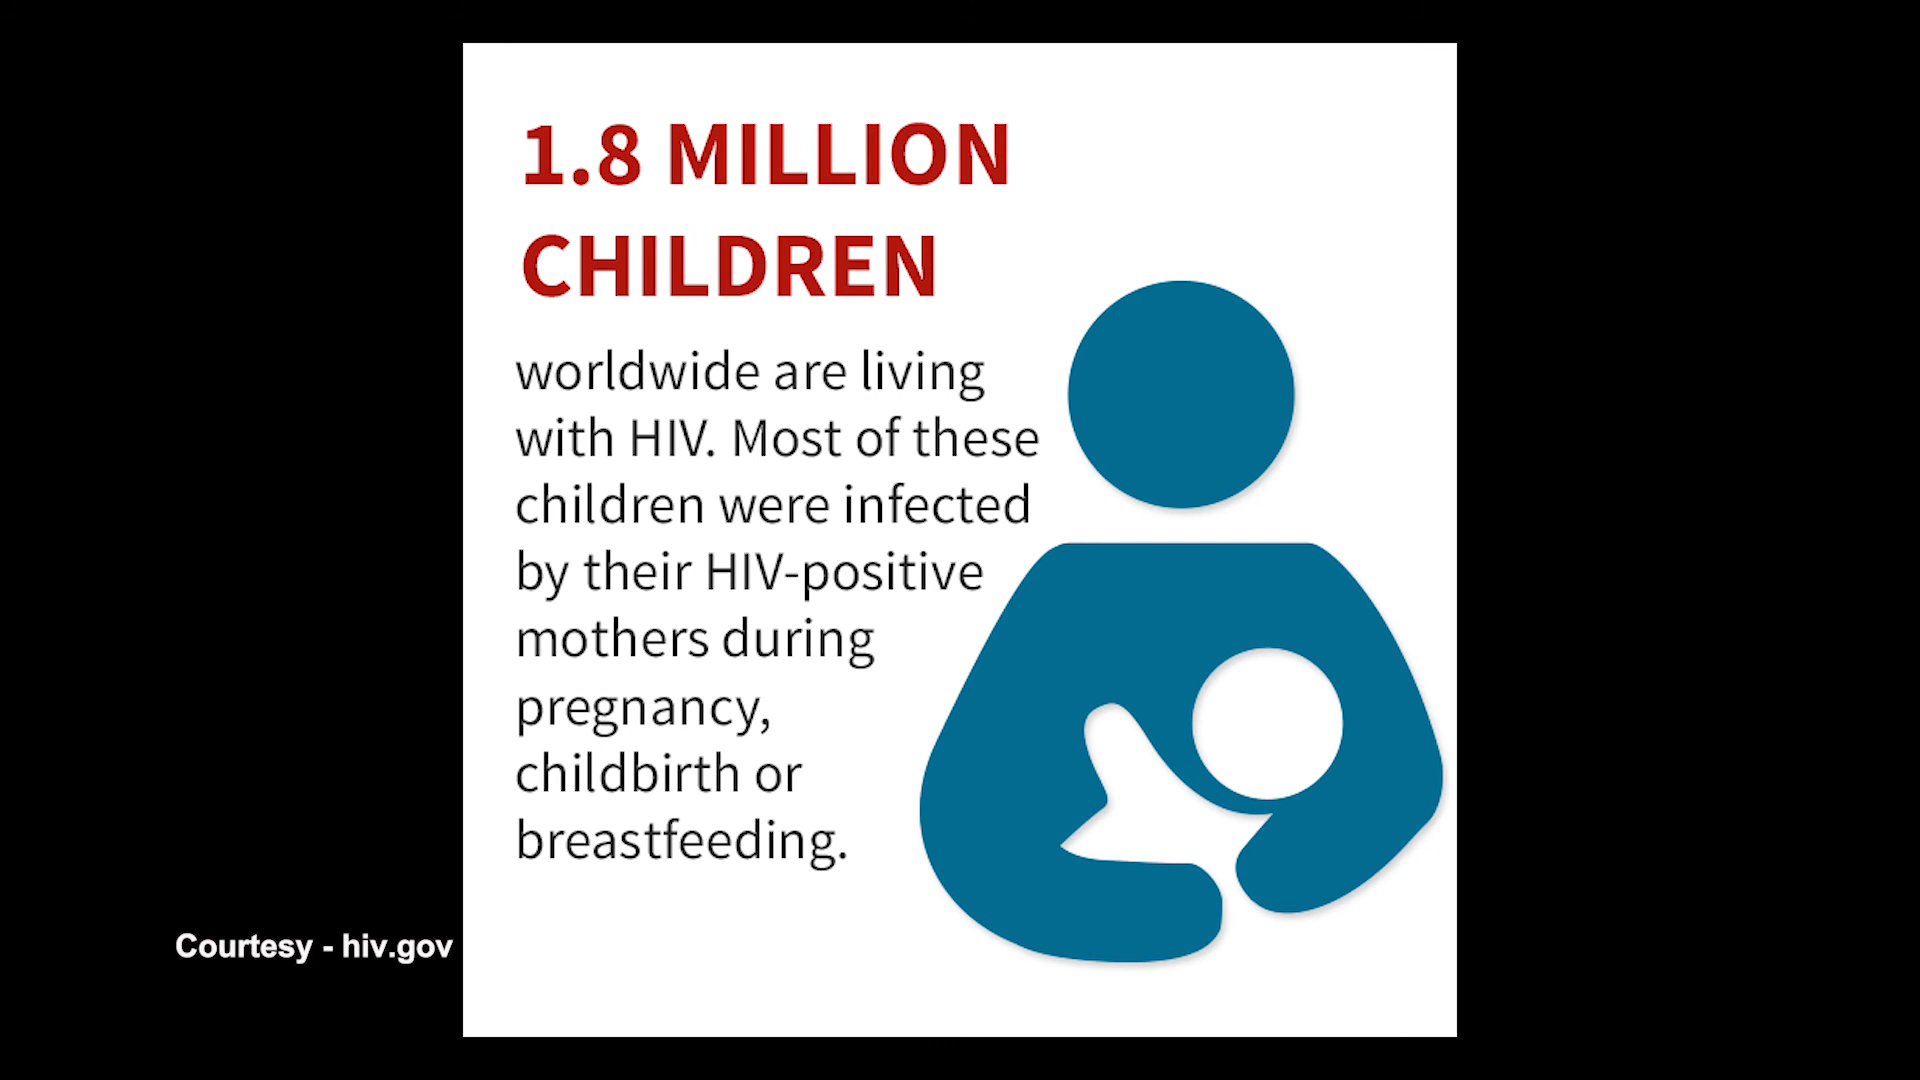 1.8 MILLION
CHILDREN
worldwide are living
with HIV. Most of these
children were infected
by their HIV-positive
mothers during
pregnancy,
childbirth or
breastfeeding.
Courtesy - hiv.gov